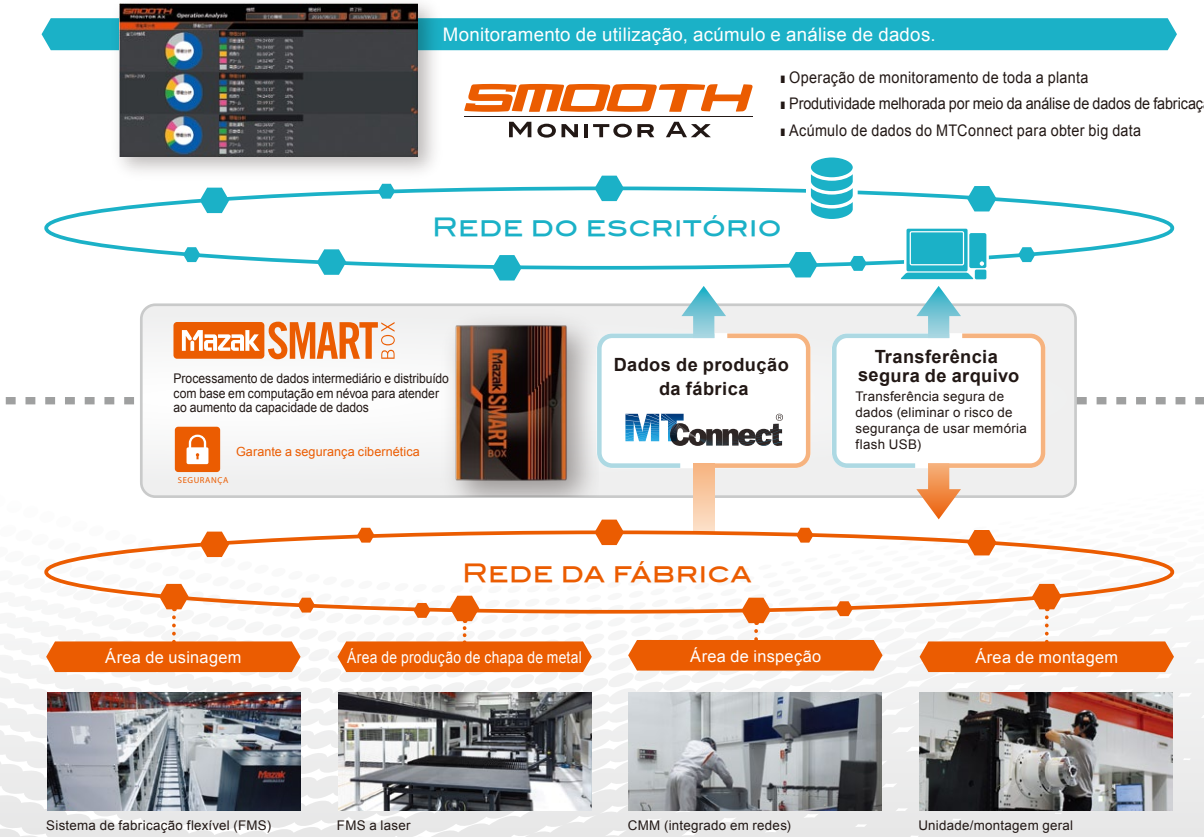 SMOOTH
MONITOR AX
Operation Analysis
Monitoramento de utilização, acúmulo e análise de dados.
SMOOTH
MONITOR AX
Operação de monitoramento de toda a planta
Produtividade melhorada por meio da análise de dados de fabricaç
Acúmulo de dados do MTConnect para obter big data
REDE DO ESCRITÓRIO
Mazak SMART BOX
Processamento de dados intermediário e distribuído
com base em computação em névoa para atender
ao aumento da capacidade de dados
SEGURANÇA
Garante a segurança cibernética
Mazak SMART BOX
Dados de produção
da fábrica
MTConnect®
Transferência
segura de arquivo
Transferência segura de
dados (eliminar o risco de
segurança de usar memória
flash USB)
REDE DA FÁBRICA
Área de usinagem
Área de produção de chapa de metal
Área de inspeção
Área de montagem
Mazak
Sistema de fabricação flexível (FMS)
FMS a laser
CMM (integrado em redes)
Unidade/montagem geral